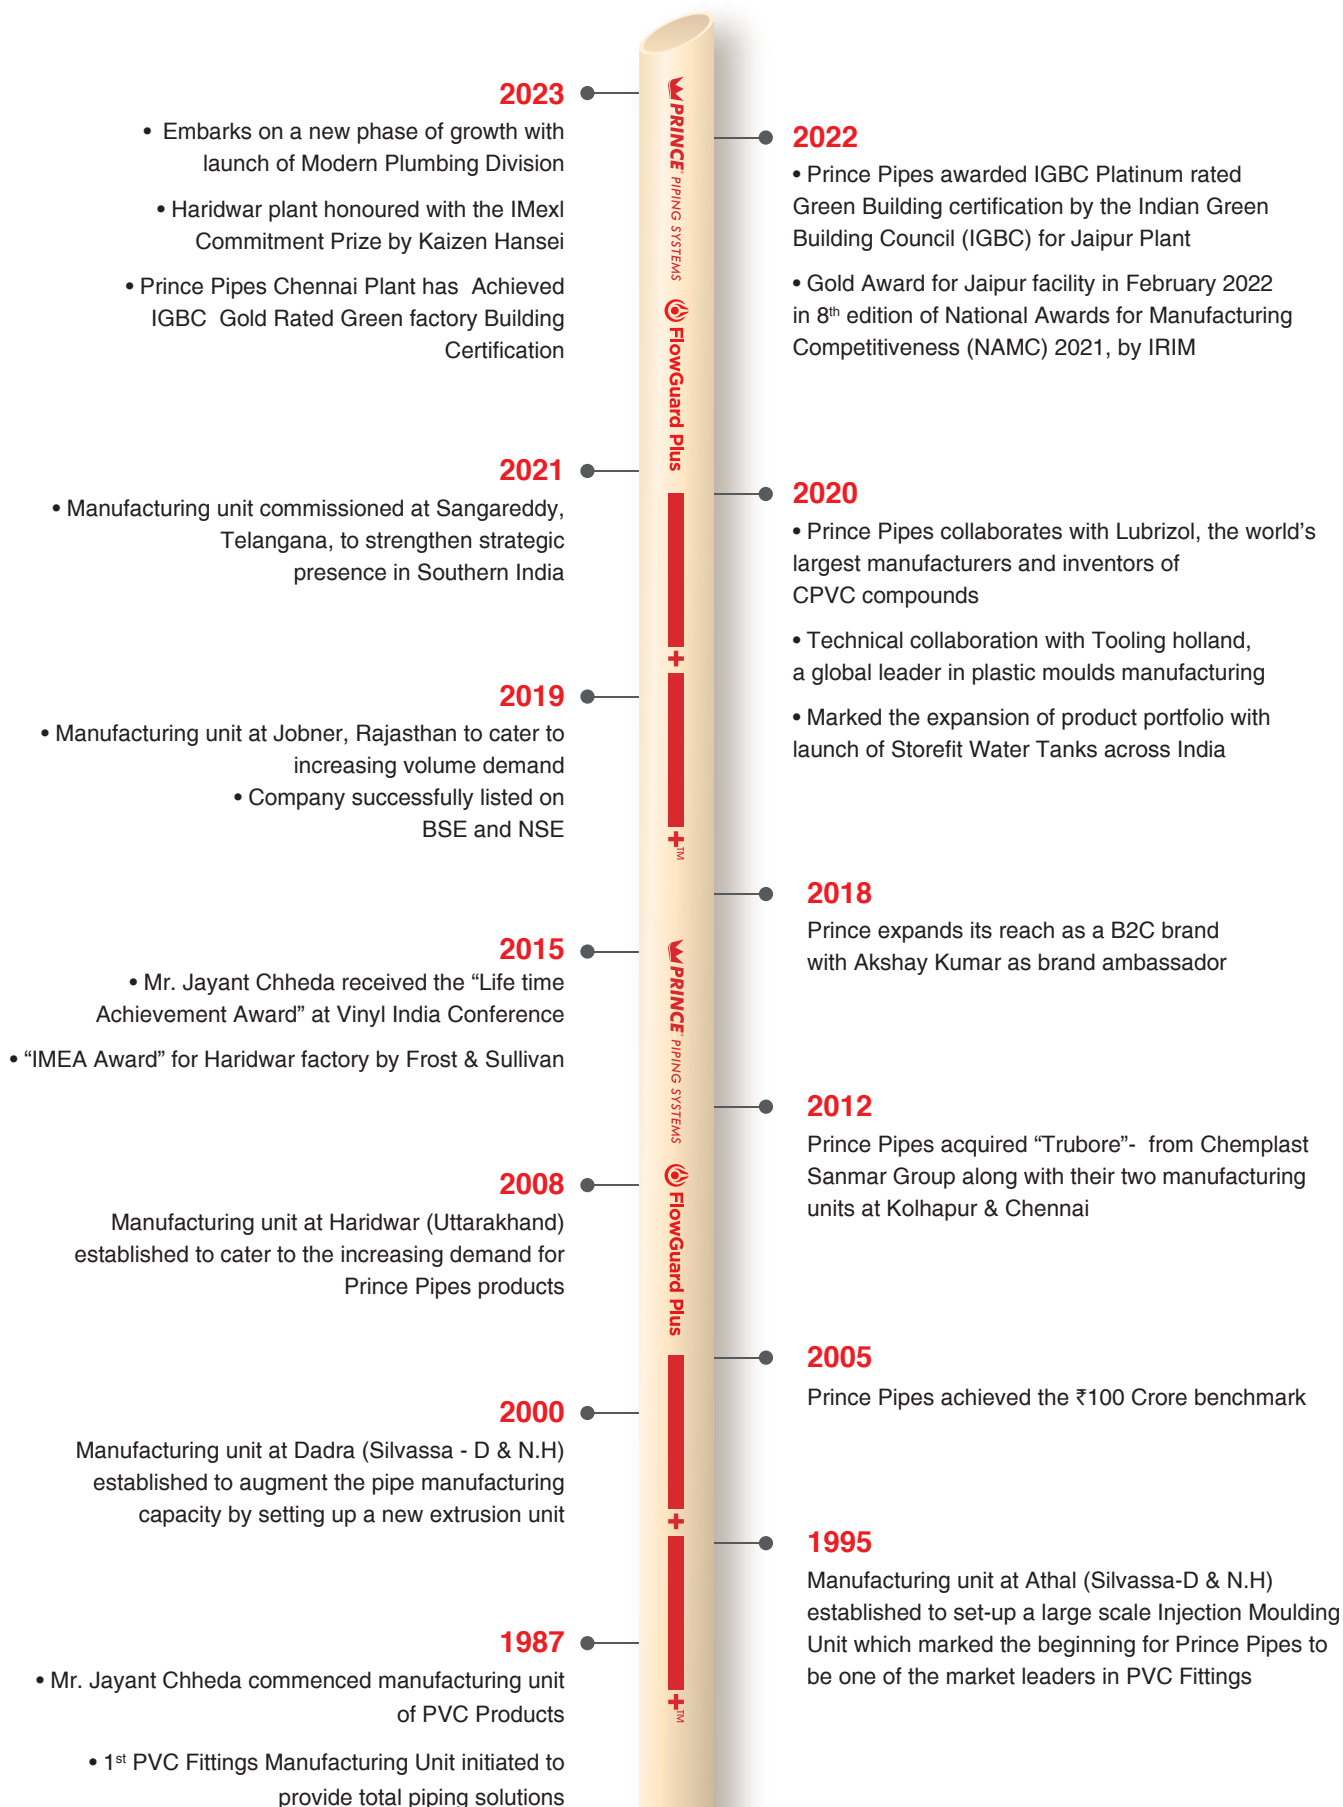 2023
• Embarks on a new phase of growth with
launch of Modern Plumbing Division
• Haridwar plant honoured with the IMexI
Commitment Prize by Kaizen Hansei
• Prince Pipes Chennai Plant has Achieved
IGBC Gold Rated Green factory Building
Certification
2022
• Prince Pipes awarded IGBC Platinum rated
Green Building certification by the Indian Green
Building Council (IGBC) for Jaipur Plant
• Gold Award for Jaipur facility in February 2022
in 8th edition of National Awards for Manufacturing
Competitiveness (NAMC) 2021, by IRIM
2021
• Manufacturing unit commissioned at Sangareddy,
Telangana, to strengthen strategic
presence in Southern India
2020
• Prince Pipes collaborates with Lubrizol, the world’s
largest manufacturers and inventors of
CPVC compounds
• Technical collaboration with Tooling holland,
a global leader in plastic moulds manufacturing
• Marked the expansion of product portfolio with
launch of Storefit Water Tanks across India
2019
• Manufacturing unit at Jobner, Rajasthan to cater to
increasing volume demand
• Company successfully listed on
BSE and NSE
2018
Prince expands its reach as a B2C brand
with Akshay Kumar as brand ambassador
2015
• Mr. Jayant Chheda received the “Life time
Achievement Award” at Vinyl India Conference
• “IMEA Award” for Haridwar factory by Frost & Sullivan
2012
Prince Pipes acquired “Trubore”- from Chemplast
Sanmar Group along with their two manufacturing
units at Kolhapur & Chennai
2008
Manufacturing unit at Haridwar (Uttarakhand)
established to cater to the increasing demand for
Prince Pipes products
2005
Prince Pipes achieved the ₹100 Crore benchmark
2000
Manufacturing unit at Dadra (Silvassa - D & N.H)
established to augment the pipe manufacturing
capacity by setting up a new extrusion unit
1995
Manufacturing unit at Athal (Silvassa-D & N.H)
established to set-up a large scale Injection Moulding
Unit which marked the beginning for Prince Pipes to
be one of the market leaders in PVC Fittings
1987
• Mr. Jayant Chheda commenced manufacturing unit
of PVC Products
• 1st PVC Fittings Manufacturing Unit initiated to
provide total piping solutions
PRINCE® PIPING SYSTEMS FlowGuard Plus ++™
PRINCE® PIPING SYSTEMS FlowGuard Plus ++™